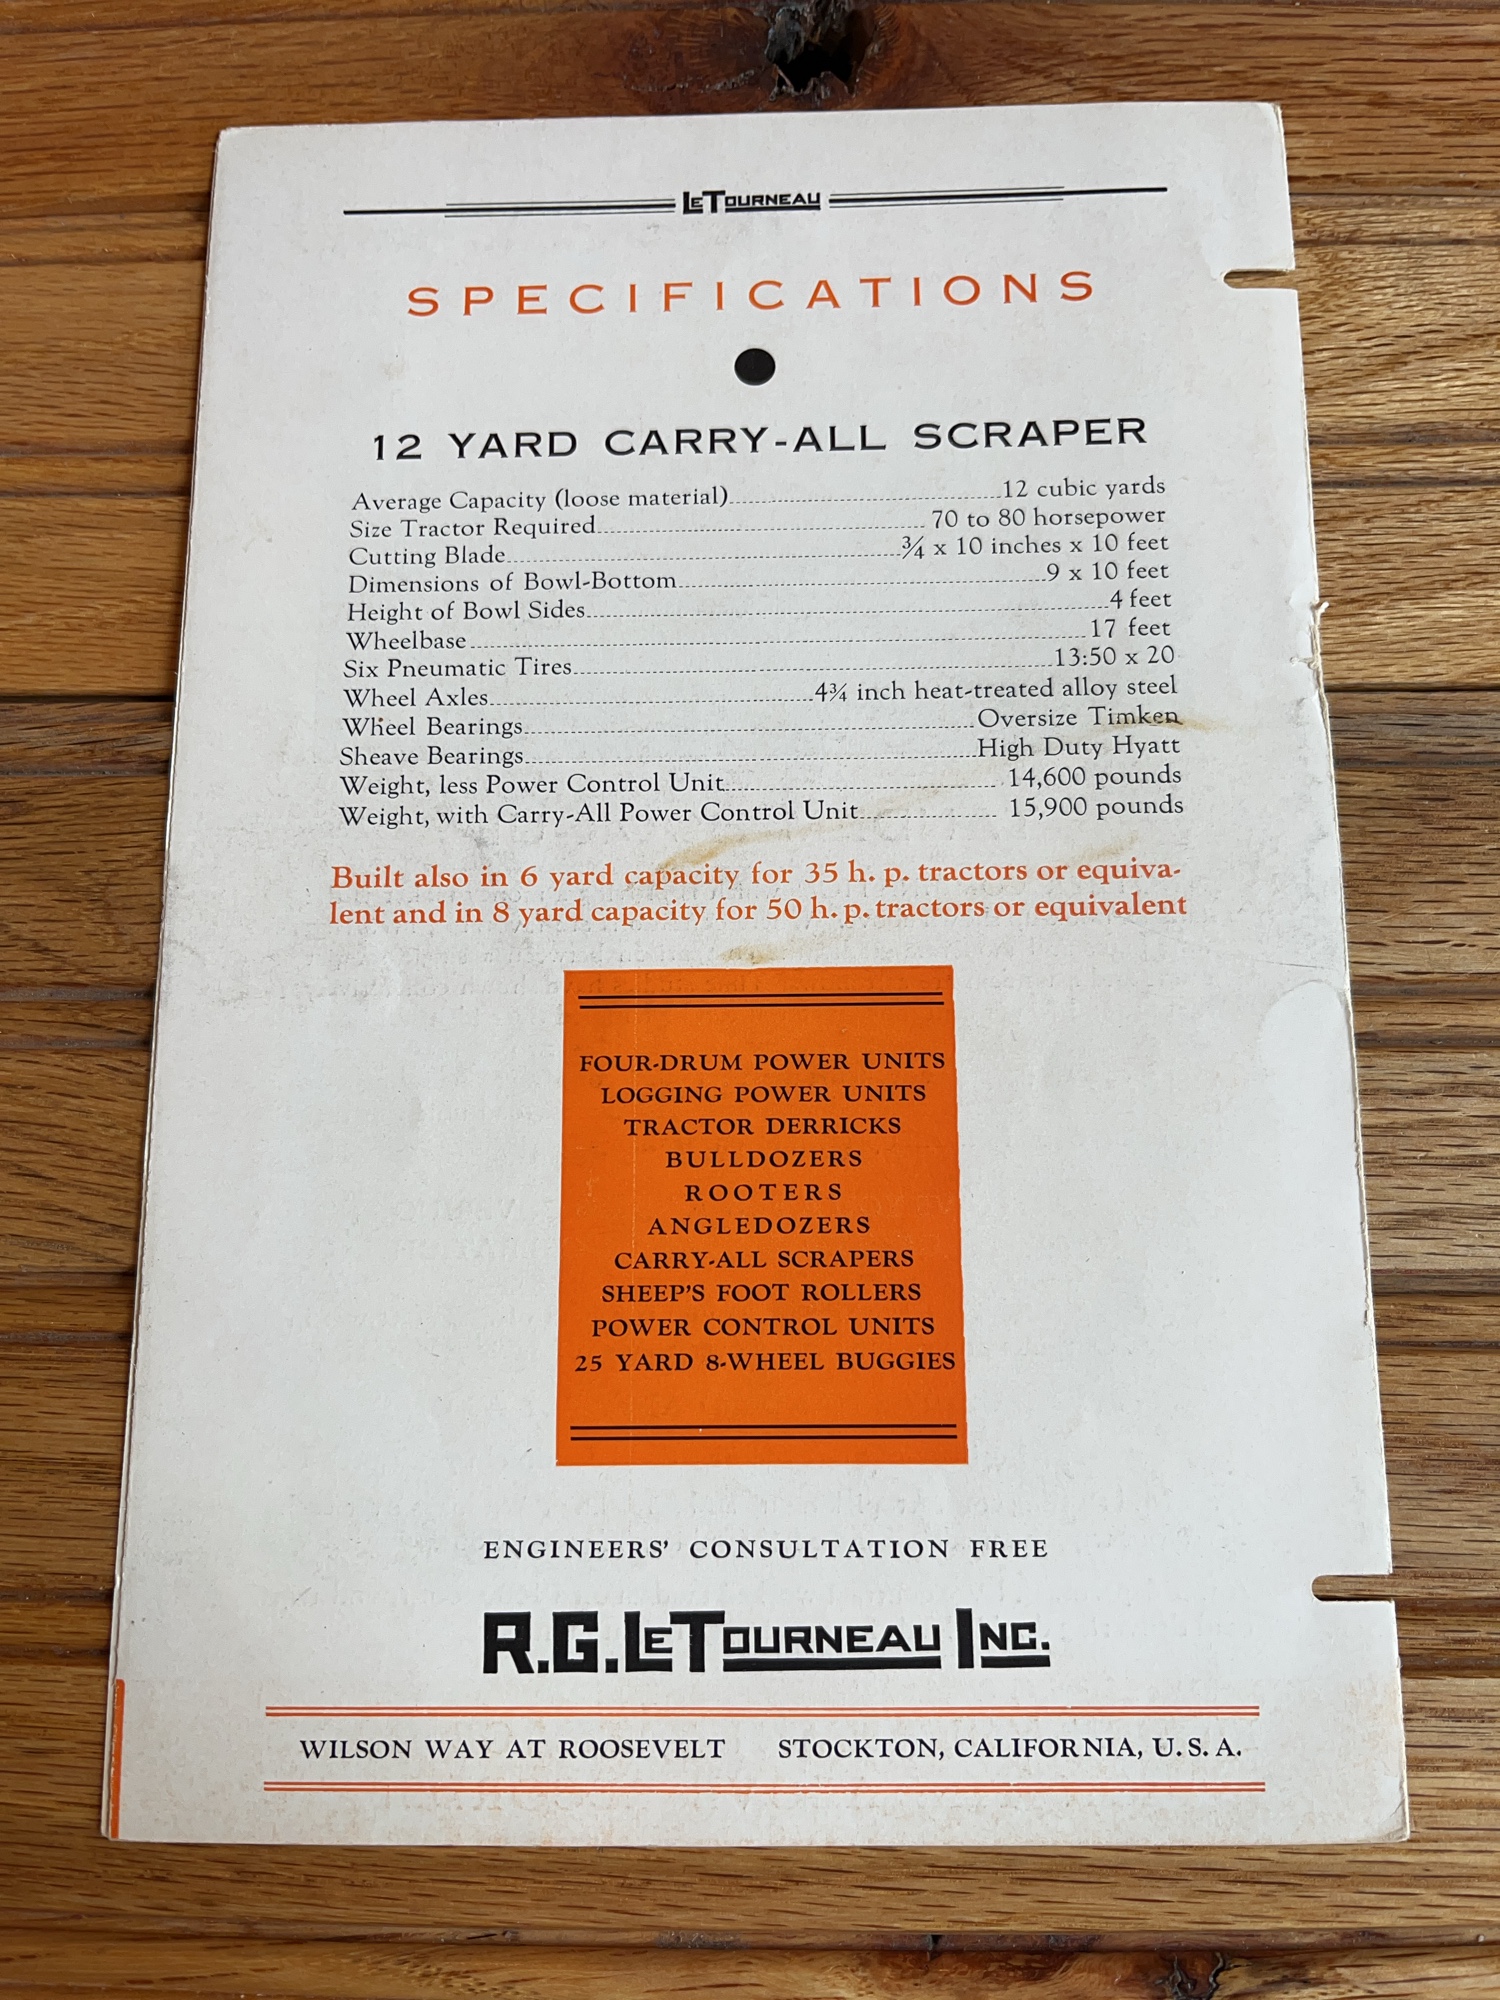 LETOURNEAU
SPECIFICATIONS
12 YARD CARRY-ALL SCRAPER
Average Capacity (loose material)........................12 cubic yards
Size Tractor Required........................70 to 80 horsepower
Cutting Blade........................¾ x 10 inches x 10 feet
Dimensions of Bowl-Bottom........................9 x 10 feet
Height of Bowl Sides........................4 feet
Wheelbase........................17 feet
Six Pneumatic Tires........................13:50 x 20
Wheel Axles........................4¾ inch heat-treated alloy steel
Wheel Bearings........................Oversize Timken
Sheave Bearings........................High Duty Hyatt
Weight, less Power Control Unit........................14,600 pounds
Weight, with Carry-All Power Control Unit................15,900 pounds
Built also in 6 yard capacity for 35 h. p. tractors or equiva-
lent and in 8 yard capacity for 50 h. p. tractors or equivalent
FOUR-DRUM POWER UNITS
LOGGING POWER UNITS
TRACTOR DERRICKS
BULLDOZERS
ROOTERS
ANGLEDOZERS
CARRY-ALL SCRAPERS
SHEEP'S FOOT ROLLERS
POWER CONTROL UNITS
25 YARD 8-WHEEL BUGGIES
ENGINEERS' CONSULTATION FREE
R.G. LETOURNEAU INC.
WILSON WAY AT ROOSEVELT STOCKTON, CALIFORNIA, U. S. A.